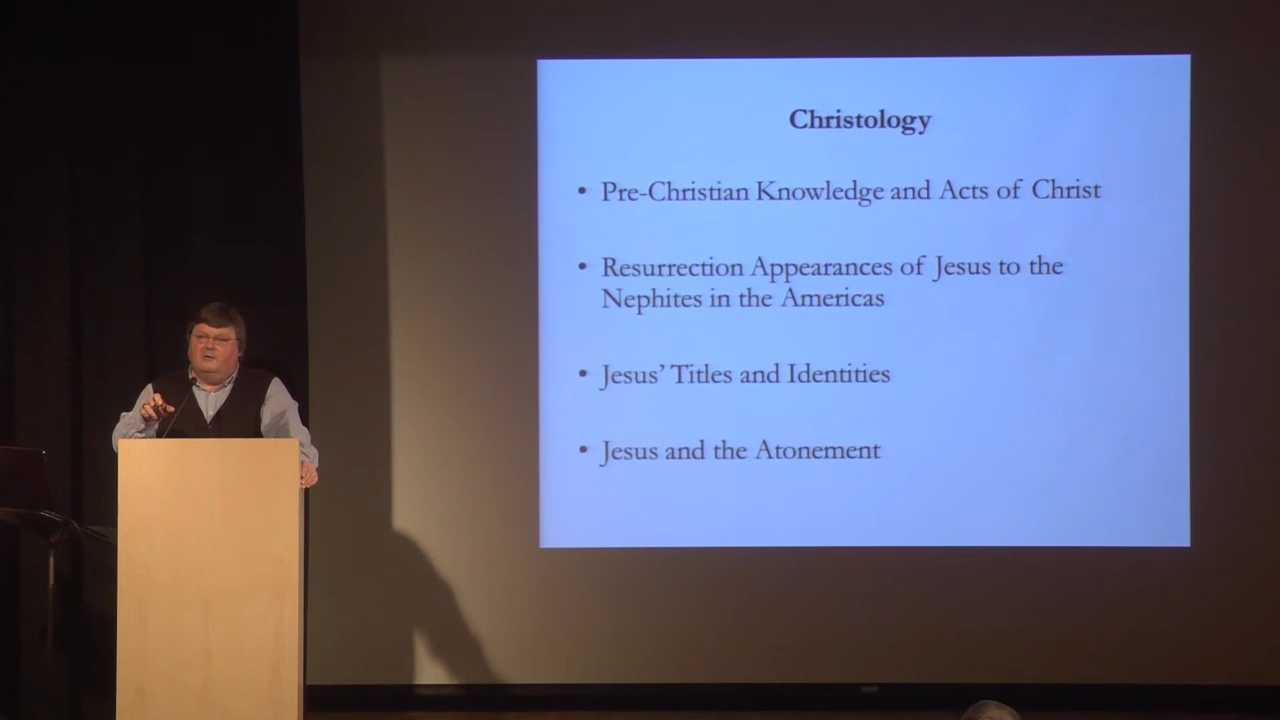 Christology
• Pre-Christian Knowledge and Acts of Christ
• Resurrection Appearances of Jesus to the
Nephites in the Americas
• Jesus’ Titles and Identities
• Jesus and the Atonement